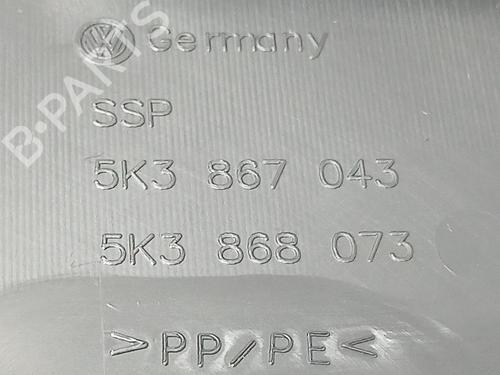 Germany
SSP
5K3 867 043
5K3 868 073
>PP/PE<
B-PARTS